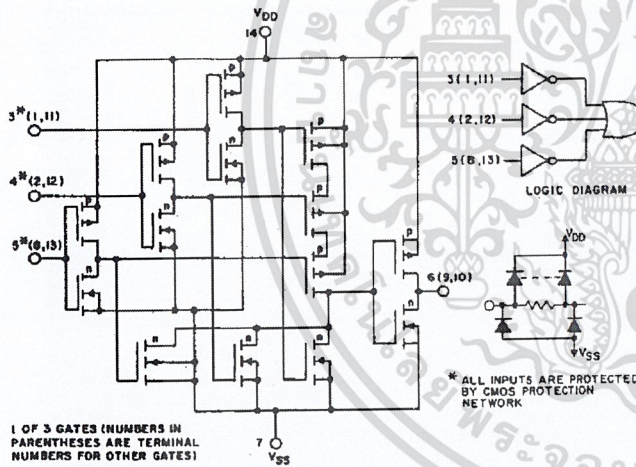 VDD
14
3*(1,11)
4*(2,12)
5*(8,13)
p
p
p
p
p
p
p
n
n
n
n
n
n
n
6(9,10)
7
VSS
1 OF 3 GATES (NUMBERS IN
PARENTHESES ARE TERMINAL
NUMBERS FOR OTHER GATES)
3(1,11)
4(2,12)
5(8,13)
LOGIC DIAGRAM
VDD
VSS
* ALL INPUTS ARE PROTECTED
BY CMOS PROTECTION
NETWORK